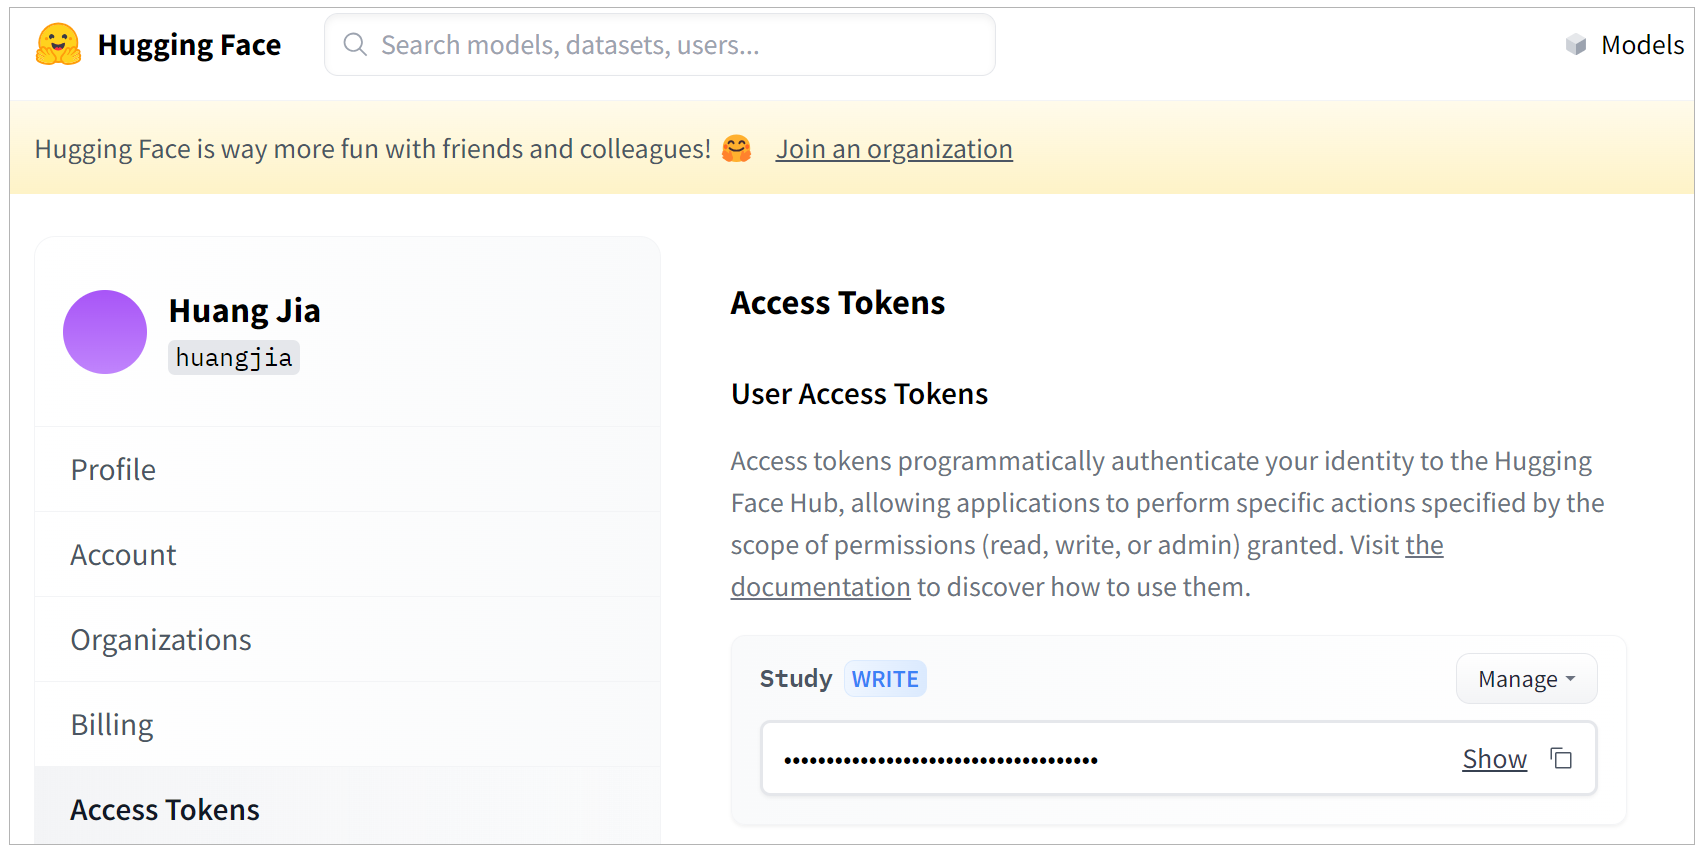 Hugging Face
Search models, datasets, users...
Models
Hugging Face is way more fun with friends and colleagues! 🤗 Join an organization
Huang Jia
huangjia
Profile
Account
Organizations
Billing
Access Tokens
Access Tokens
User Access Tokens
Access tokens programmatically authenticate your identity to the Hugging
Face Hub, allowing applications to perform specific actions specified by the
scope of permissions (read, write, or admin) granted. Visit the
documentation to discover how to use them.
Study WRITE
Manage
••••••••••••••••••••••••••••••••••••• Show